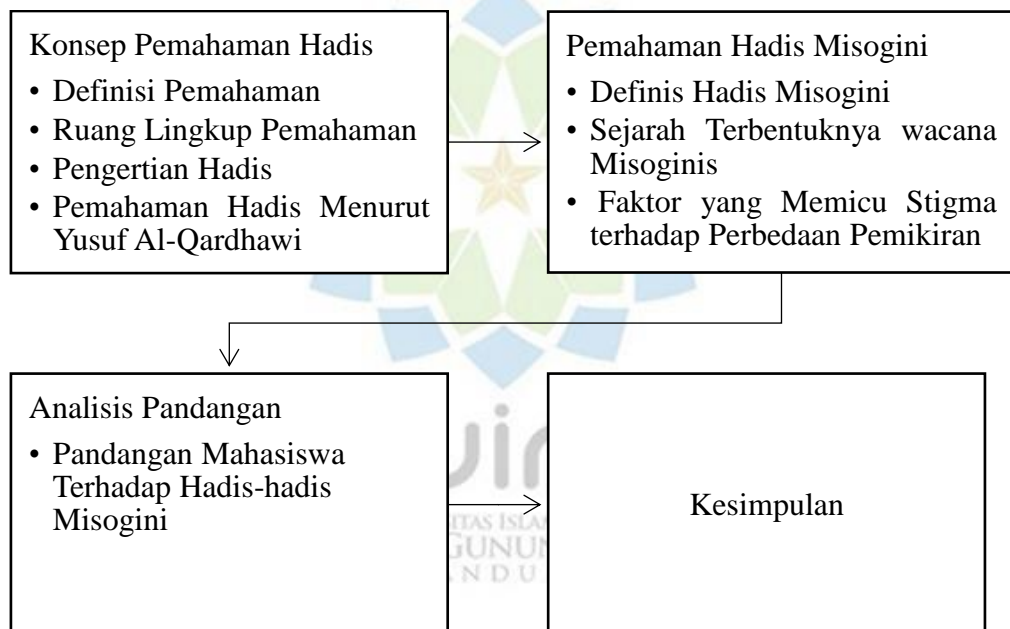 Konsep Pemahaman Hadis
• Definisi Pemahaman
• Ruang Lingkup Pemahaman
• Pengertian Hadis
• Pemahaman Hadis Menurut
Yusuf Al-Qardhawi
Pemahaman Hadis Misogini
• Definis Hadis Misogini
• Sejarah Terbentuknya wacana
Misoginis
• Faktor yang Memicu Stigma
terhadap Perbedaan Pemikiran
Analisis Pandangan
• Pandangan Mahasiswa
Terhadap Hadis-hadis
Misogini
Kesimpulan